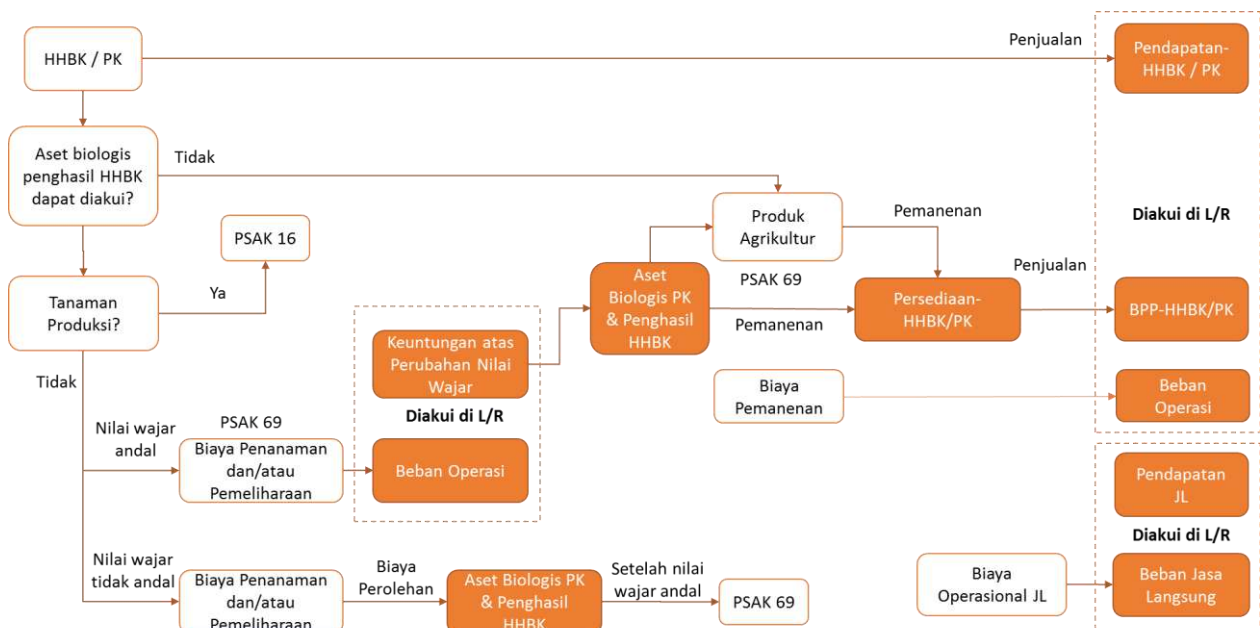 HHBK / PK
Penjualan
Pendapatan-
HHBK / PK
Aset biologis
penghasil HHBK
dapat diakui?
Tidak
Produk
Agrikultur
Pemanenan
Diakui di L/R
PSAK 16
Ya
Tanaman
Produksi?
Aset
Biologis PK
& Penghasil
HHBK
PSAK 69
Pemanenan
Persediaan-
HHBK/PK
Penjualan
BPP-HHBK/PK
Keuntungan atas
Perubahan Nilai
Wajar
Diakui di L/R
Tidak
Biaya
Pemanenan
Beban
Operasi
Nilai wajar
andal
PSAK 69
Biaya Penanaman
dan/atau
Pemeliharaan
Beban Operasi
Pendapatan
JL
Diakui di L/R
Nilai wajar
tidak andal
Biaya Penanaman
dan/atau
Pemeliharaan
Biaya
Perolehan
Aset Biologis PK
& Penghasil
HHBK
Setelah nilai
wajar andal
PSAK 69
Biaya
Operasional JL
Beban Jasa
Langsung